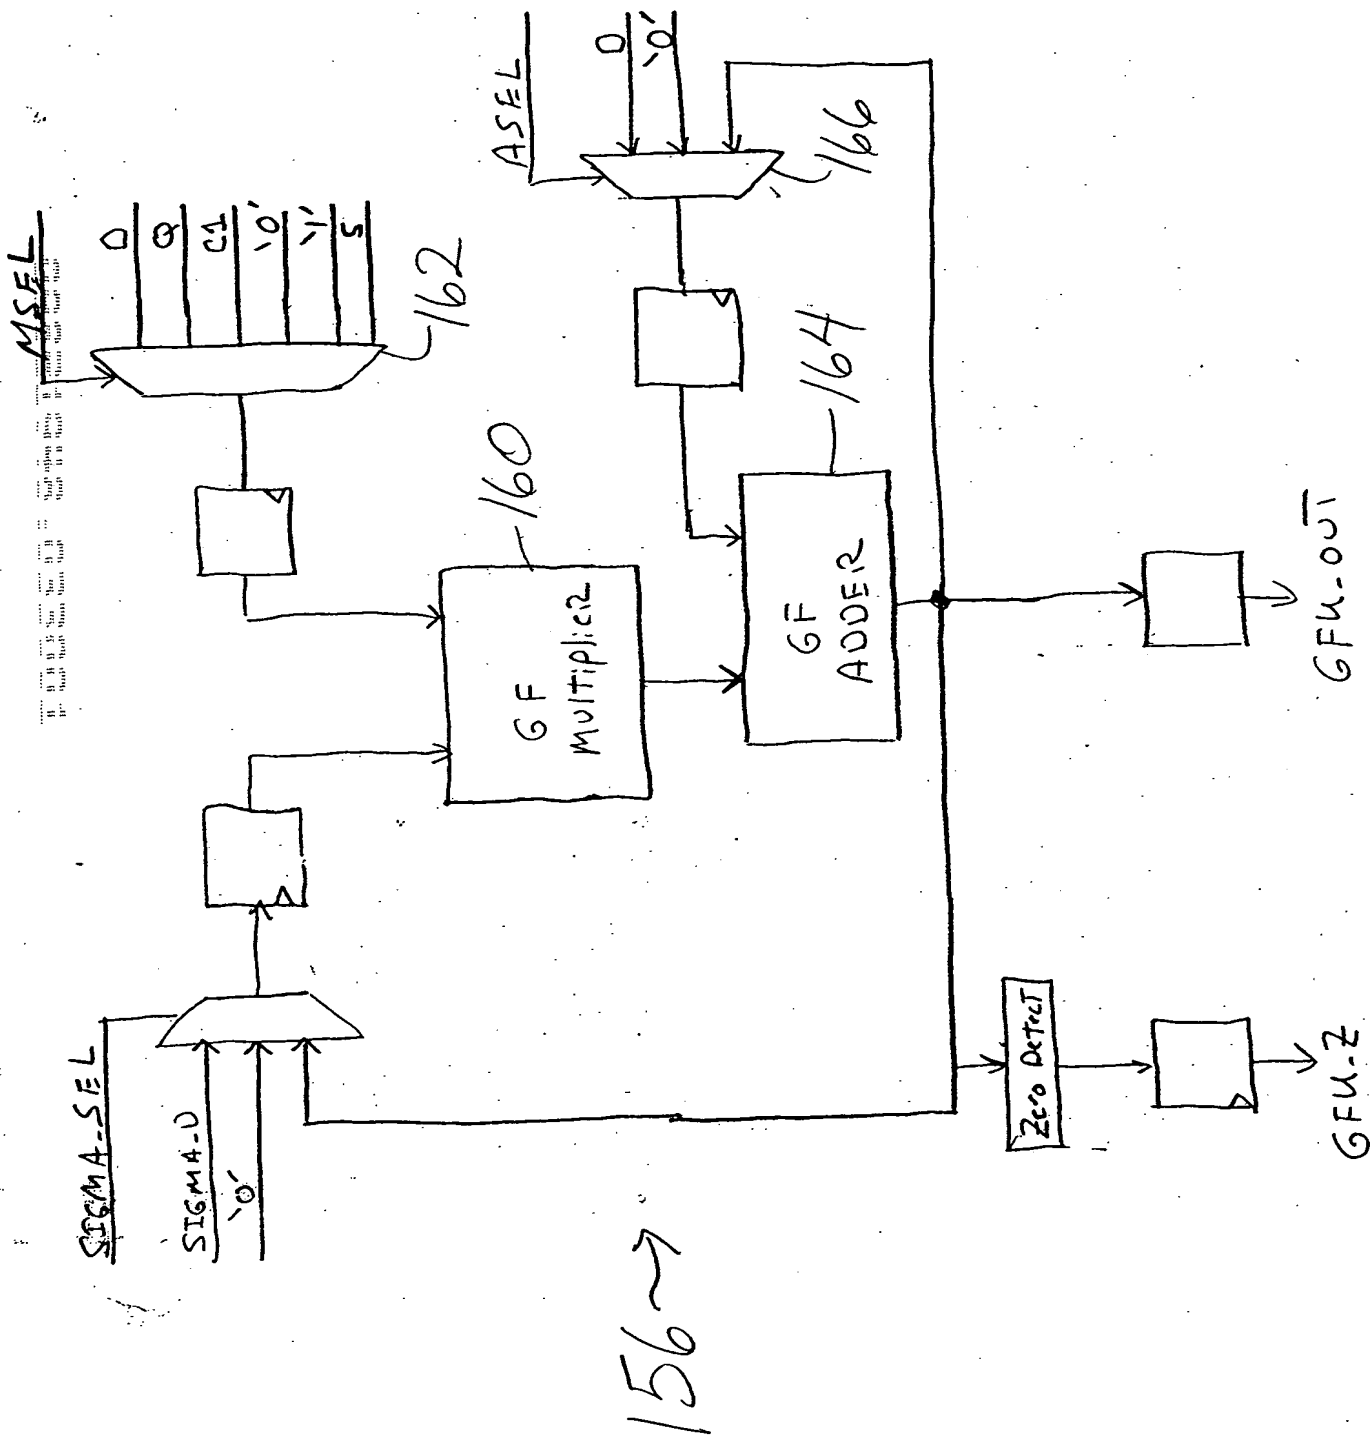 MSEL
D
Q
C1
'0'
'1'
S
162
ASEL
D
'0'
166
SIGMA_SEL
SIGMA_D
'0'
160
GF
Multiplier
164
GF
ADDER
Zero Detect
GFU_OUT
GFU_Z
156